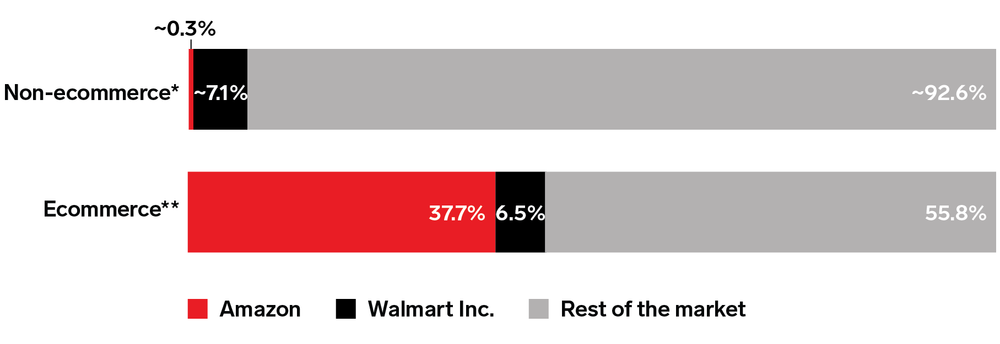 ~0.3%
Non-ecommerce* ~7.1% ~92.6%
Ecommerce** 37.7% 6.5% 55.8%
Amazon Walmart Inc. Rest of the market